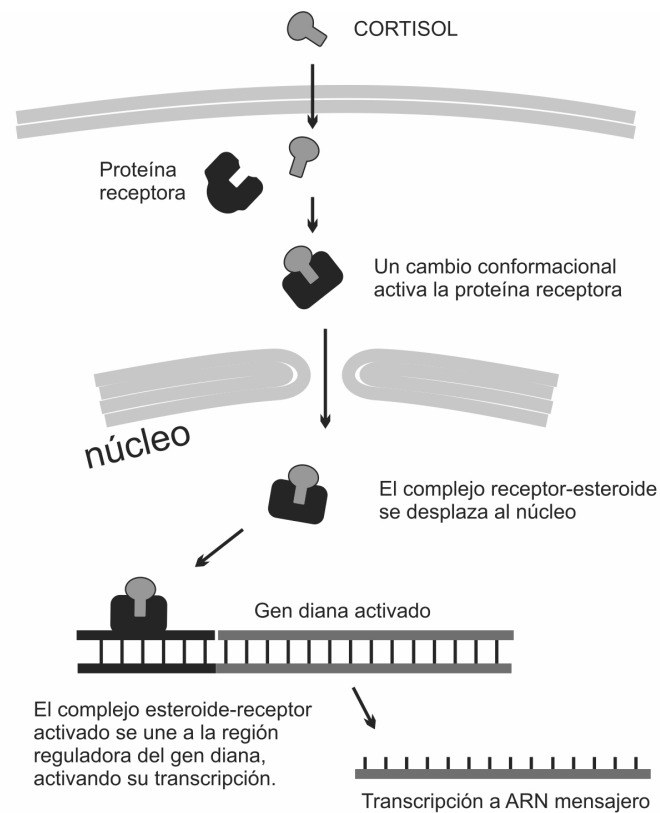 CORTISOL
Proteína
receptora
Un cambio conformacional
activa la proteína receptora
núcleo
El complejo receptor-esteroide
se desplaza al núcleo
Gen diana activado
El complejo esteroide-receptor
activado se une a la región
reguladora del gen diana,
activando su transcripción.
Transcripción a ARN mensajero